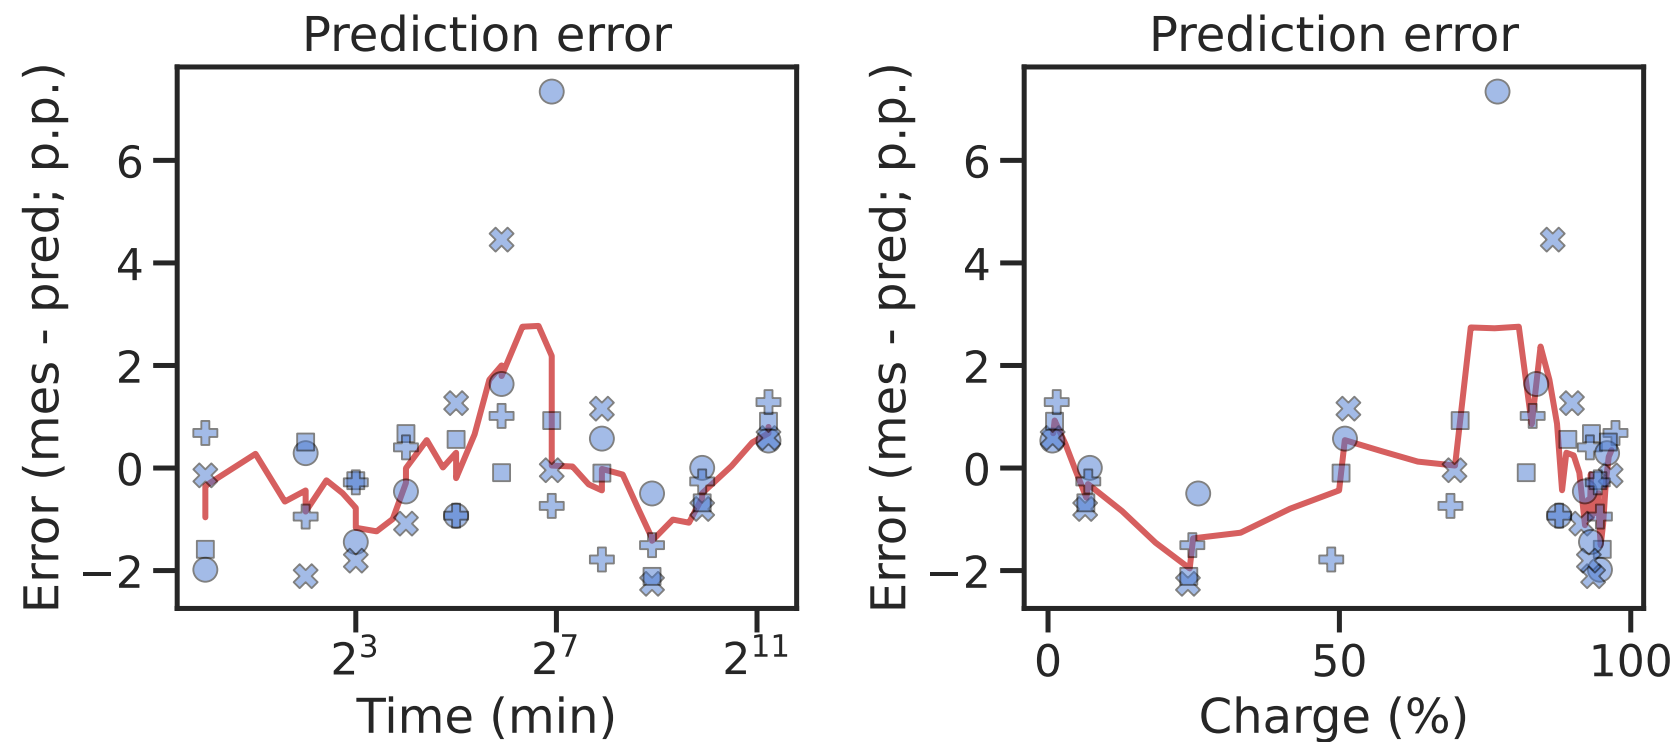 Prediction error
Error (mes - pred; p.p.)
6
4
2
0
−2
2³
2⁷
2¹¹
Time (min)
Prediction error
Error (mes - pred; p.p.)
6
4
2
0
−2
0
50
100
Charge (%)